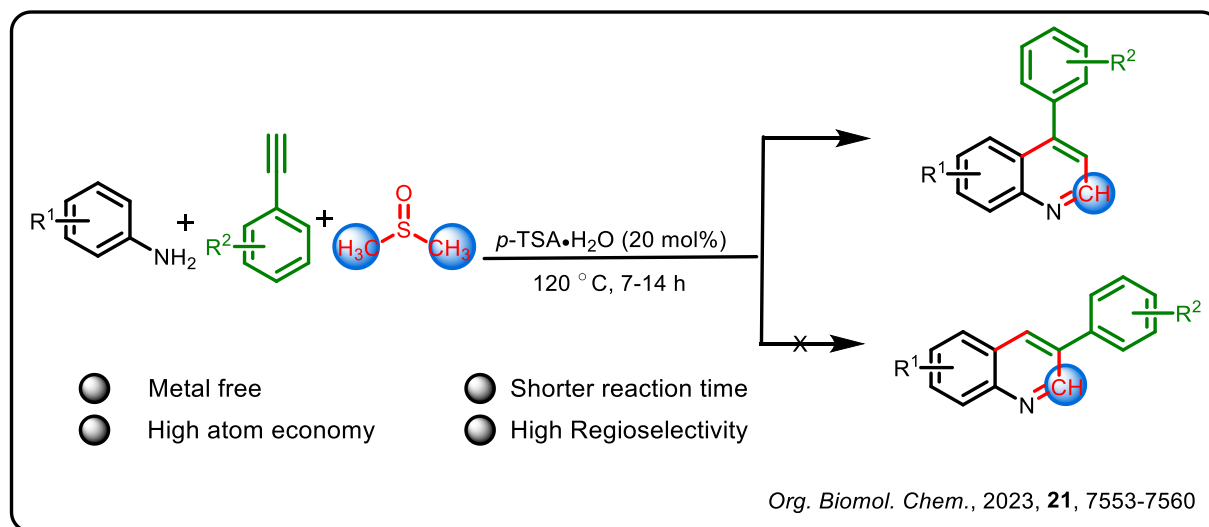 R²
R¹
N
CH
O
S
H₃C
CH₃
R¹
NH₂
+
R²
+
p-TSA•H₂O (20 mol%)
120 °C, 7-14 h
X
R²
R¹
N
CH
Metal free
Shorter reaction time
High atom economy
High Regioselectivity
Org. Biomol. Chem., 2023, 21, 7553-7560